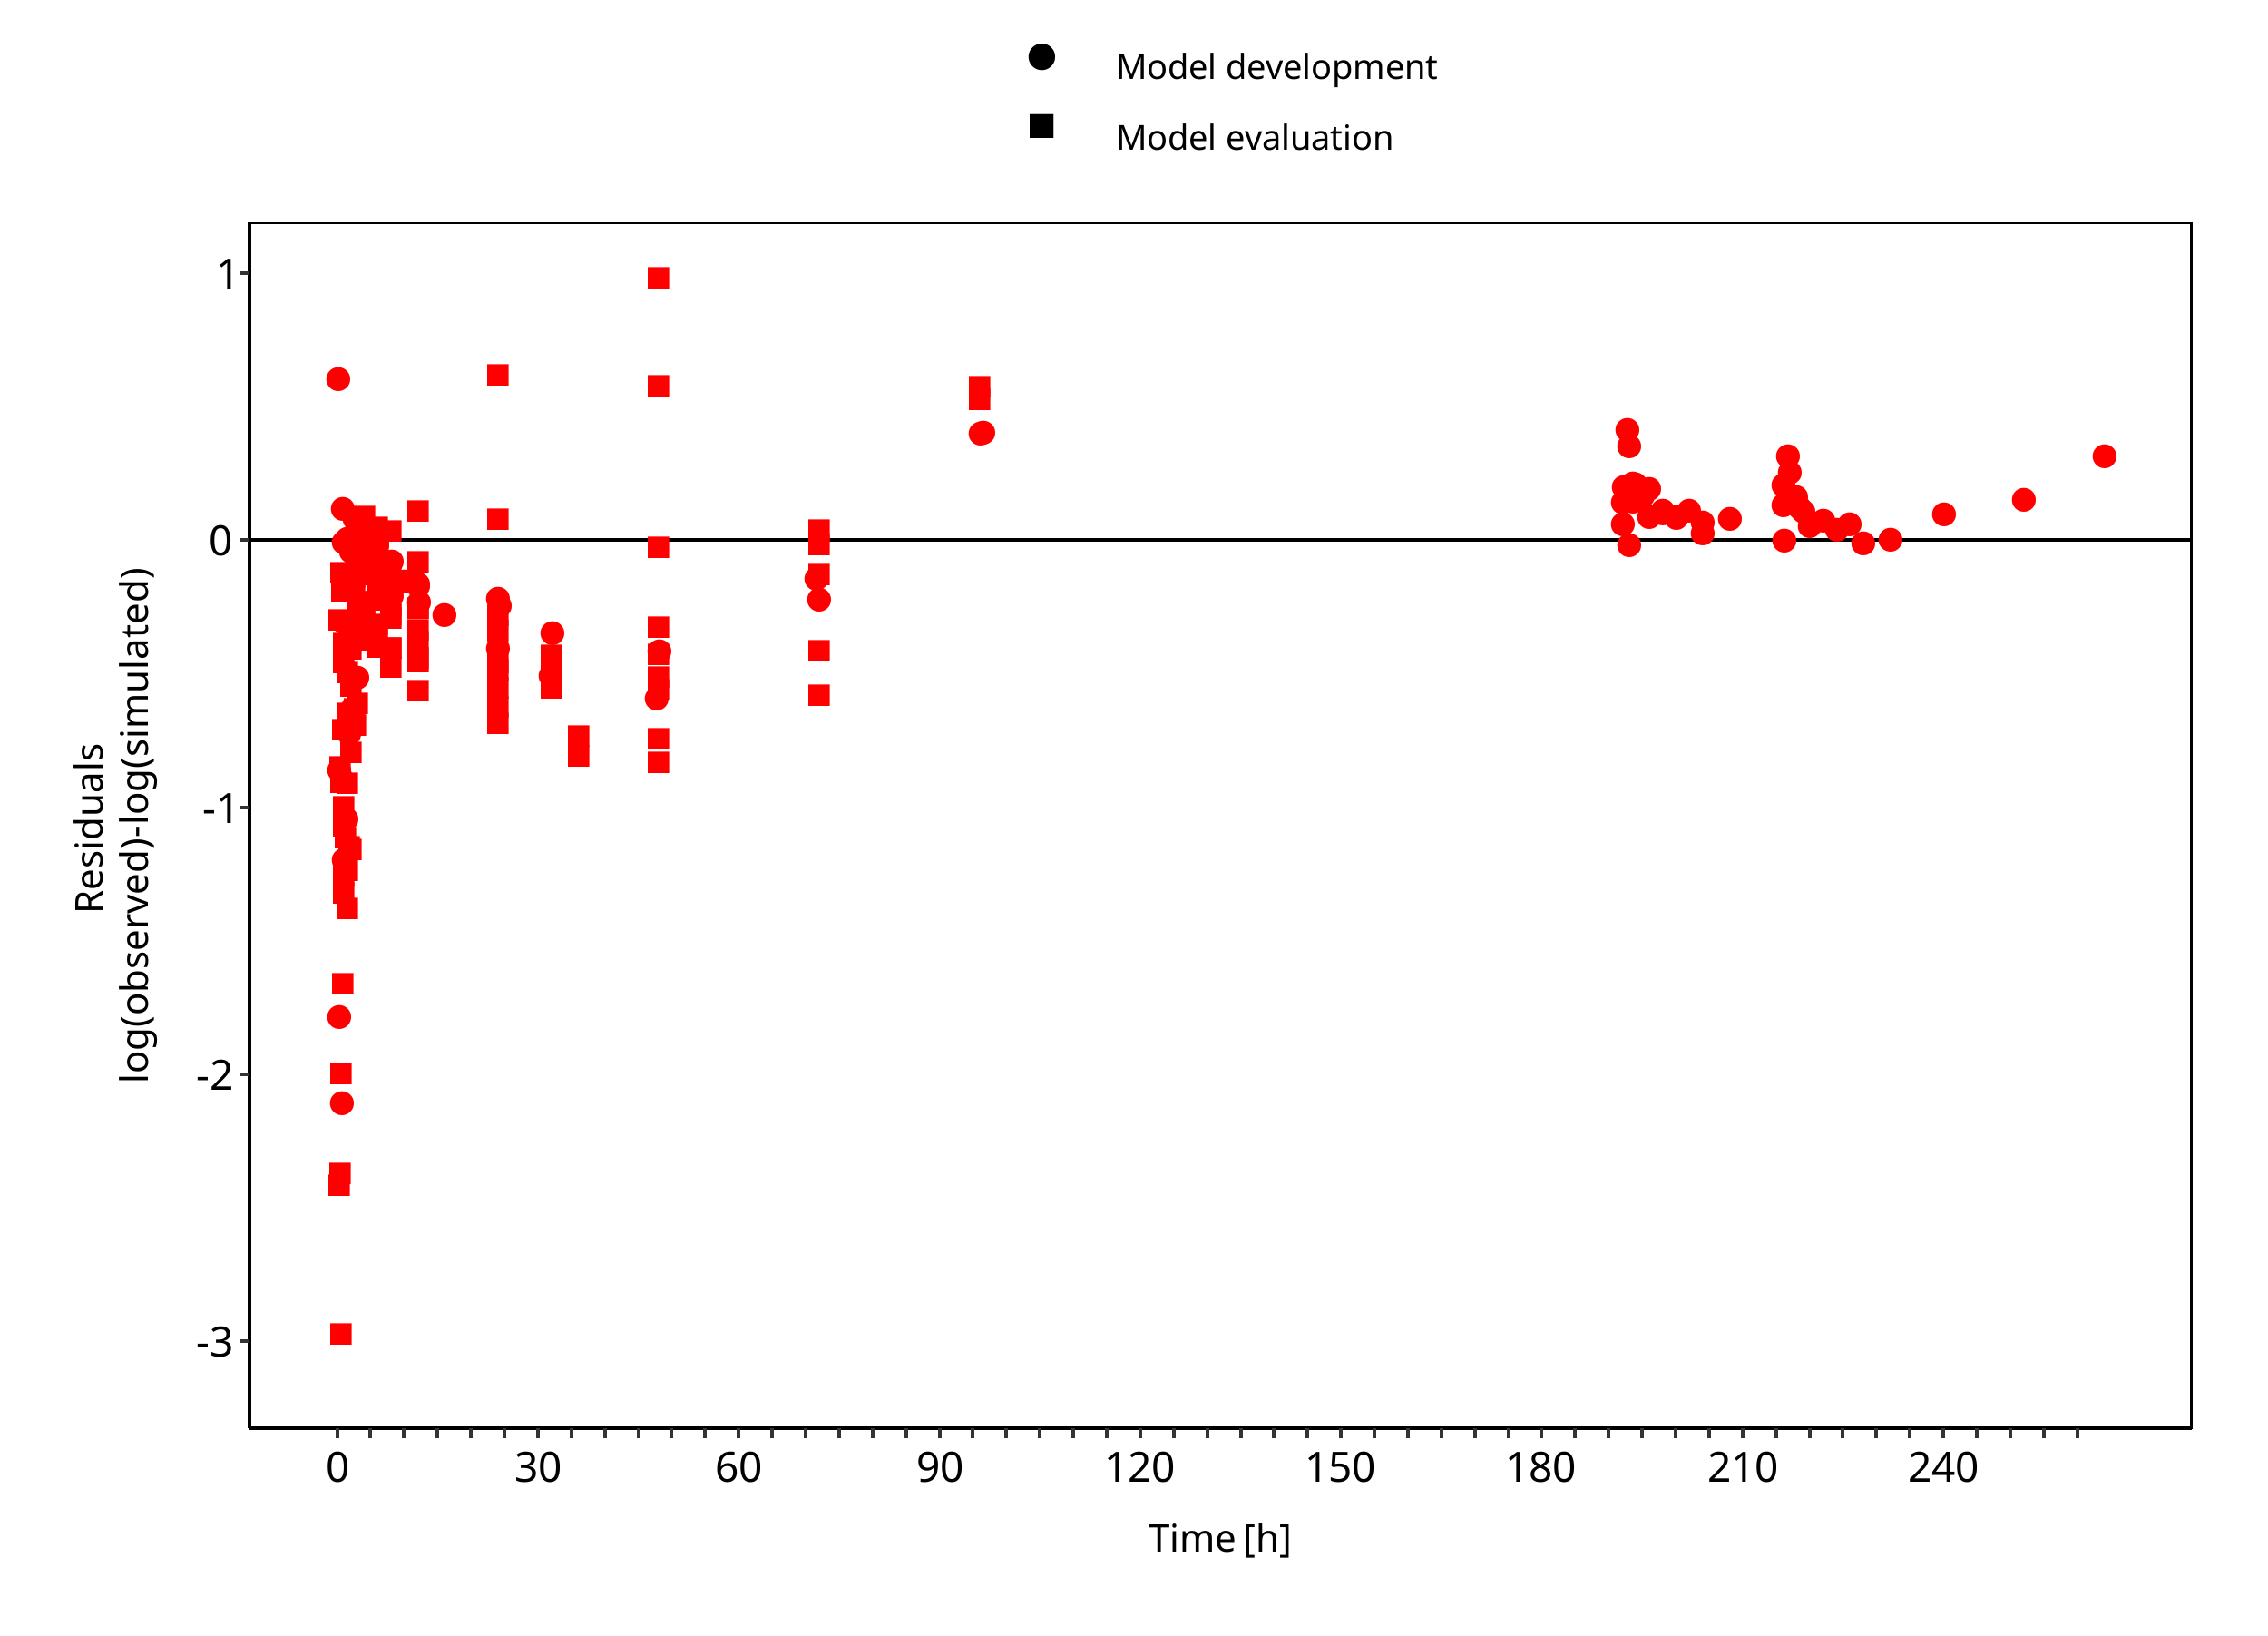 Model development
Model evaluation
1
0
-1
-2
-3
Residuals
log(observed)-log(simulated)
0 30 60 90 120 150 180 210 240
Time [h]